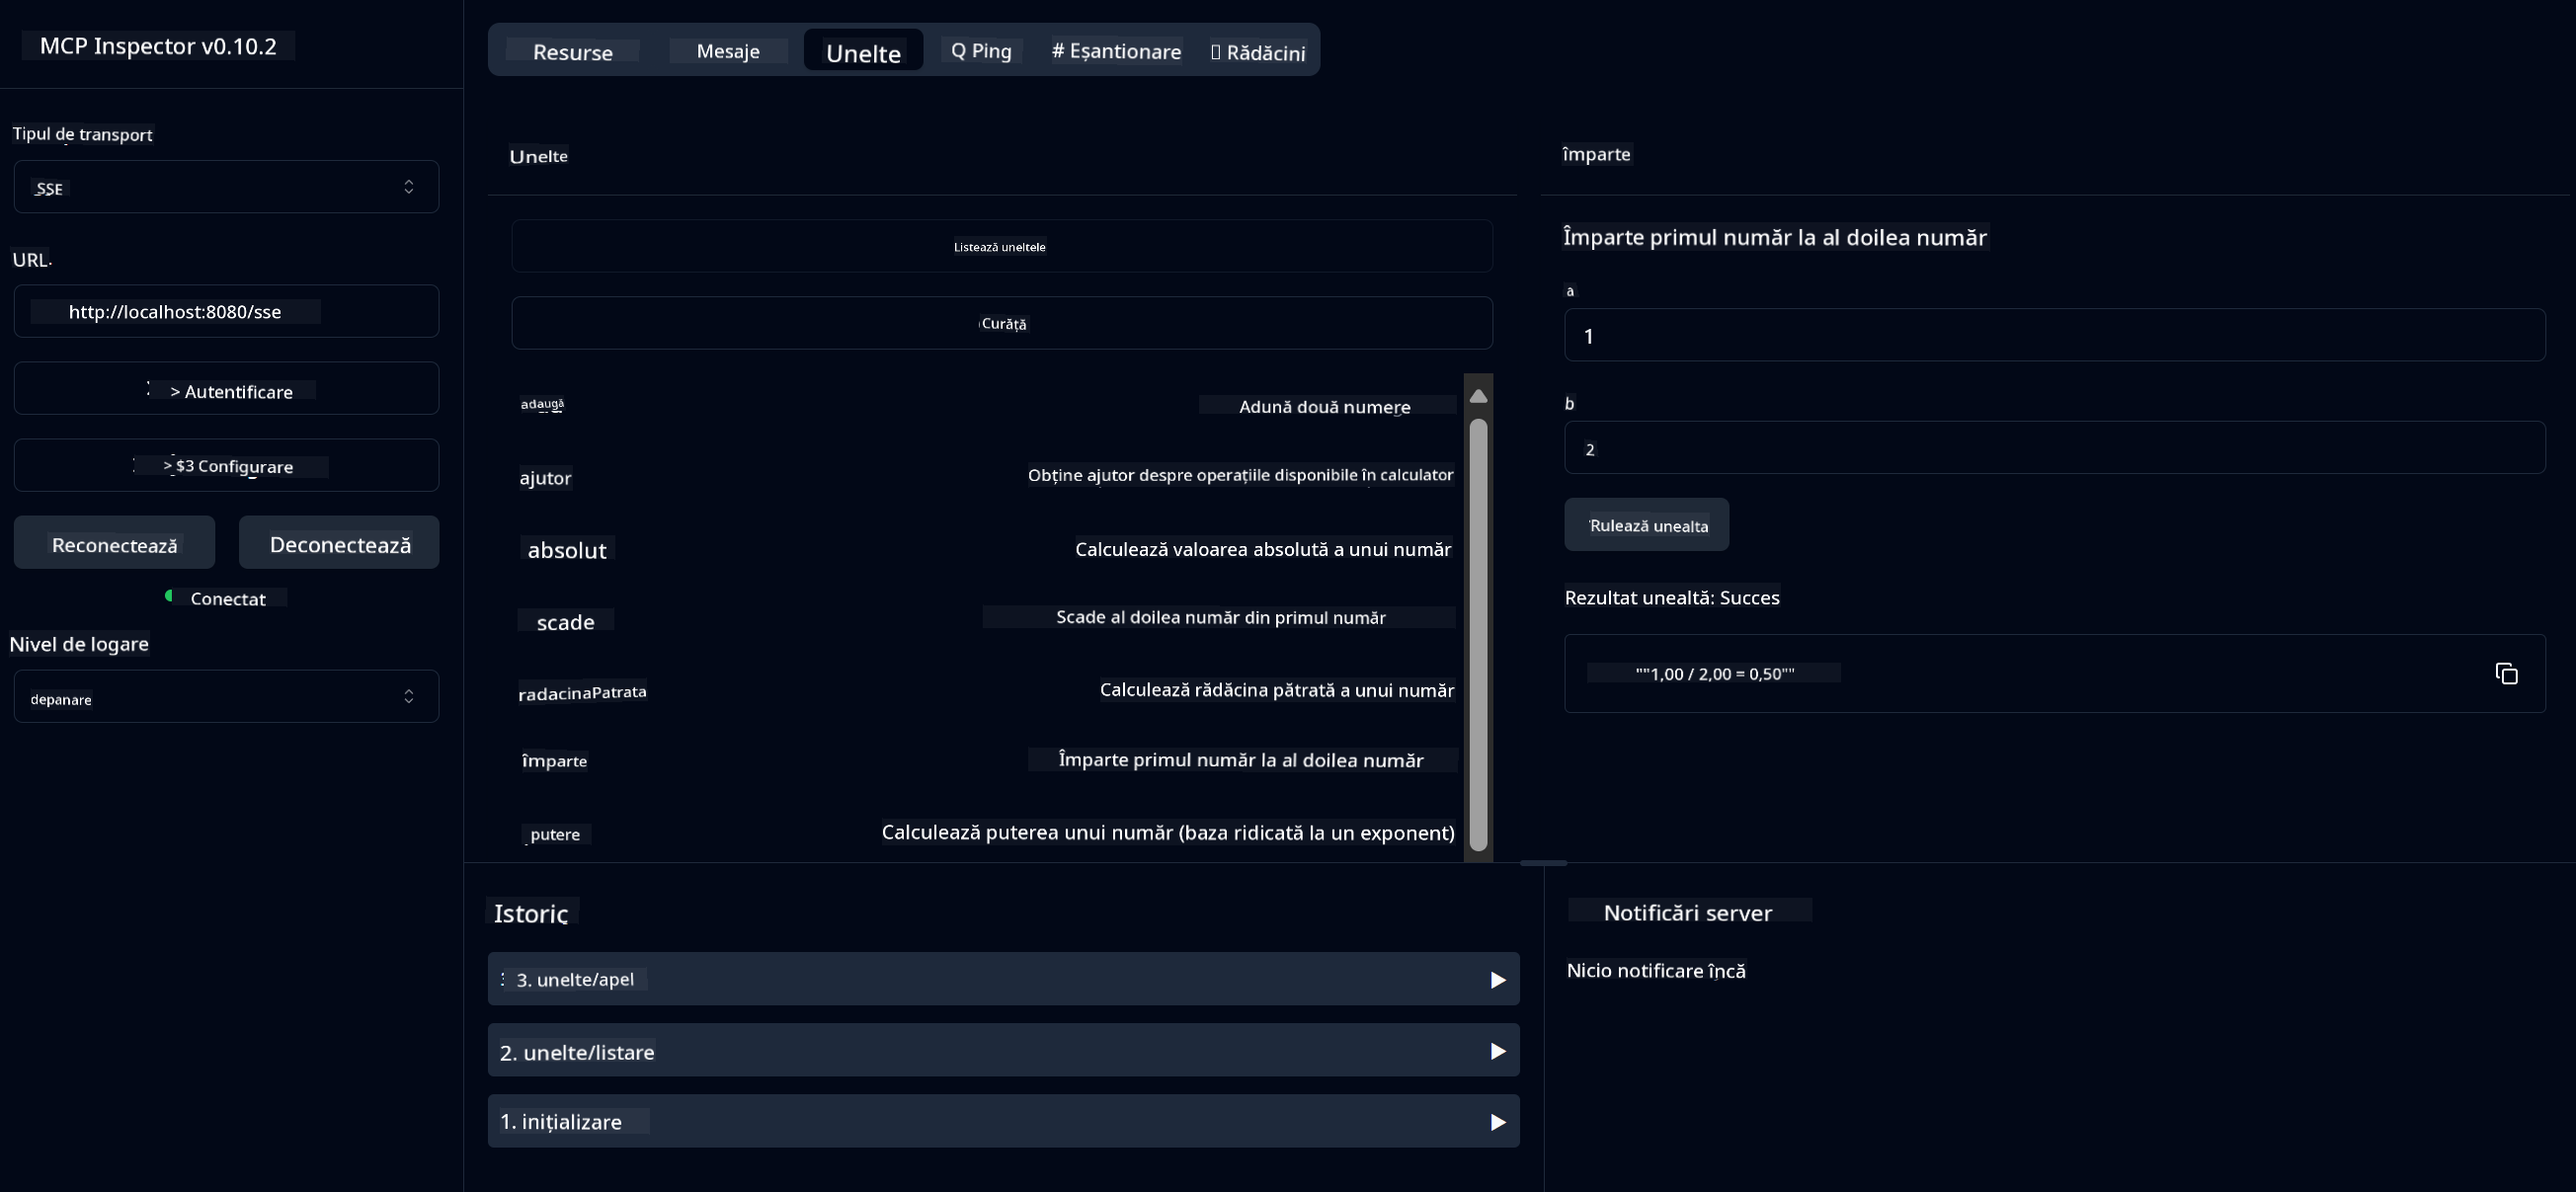 MCP Inspector v0.10.2
Tipul de transport
SSE
URL
http://localhost:8080/sse
> Autentificare
> $3 Configurare
Reconectează
Deconectează
Conectat
Nivel de logare
depanare
Resurse
Mesaje
Unelte
Q Ping
# Eșantionare
Rădăcini
Unelte
Listează uneltele
Curăță
adaugă
Adună două numere
ajutor
Obține ajutor despre operațiile disponibile în calculator
absolut
Calculează valoarea absolută a unui număr
scade
Scade al doilea număr din primul număr
radacinaPatrata
Calculează rădăcina pătrată a unui număr
împarte
Împarte primul număr la al doilea număr
putere
Calculează puterea unui număr (baza ridicată la un exponent)
împarte
Împarte primul număr la al doilea număr
a
1
b
2
Rulează unealta
Rezultat unealtă: Succes
""1,00 / 2,00 = 0,50""
Istoric
3. unelte/apel
2. unelte/listare
1. inițializare
Notificări server
Nicio notificare încă